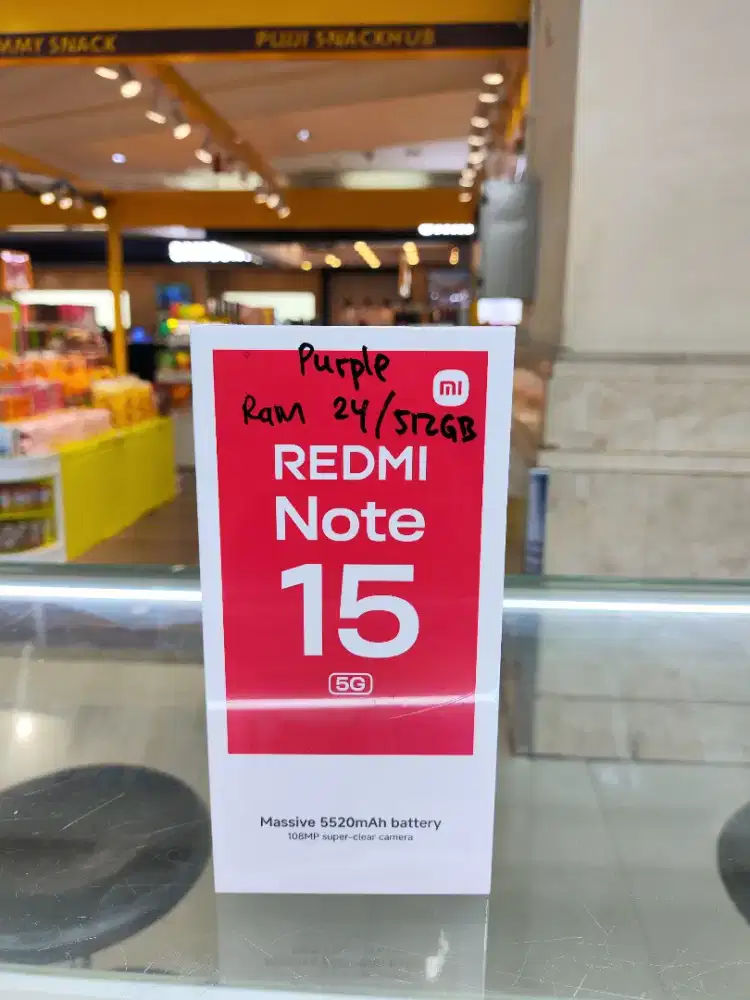 MMY SNACK
PUJI SNACKHUB
Purple
mi
Ram 24/512GB
REDMI
Note
15
5G
Massive 5520mAh battery
108MP super-clear camera